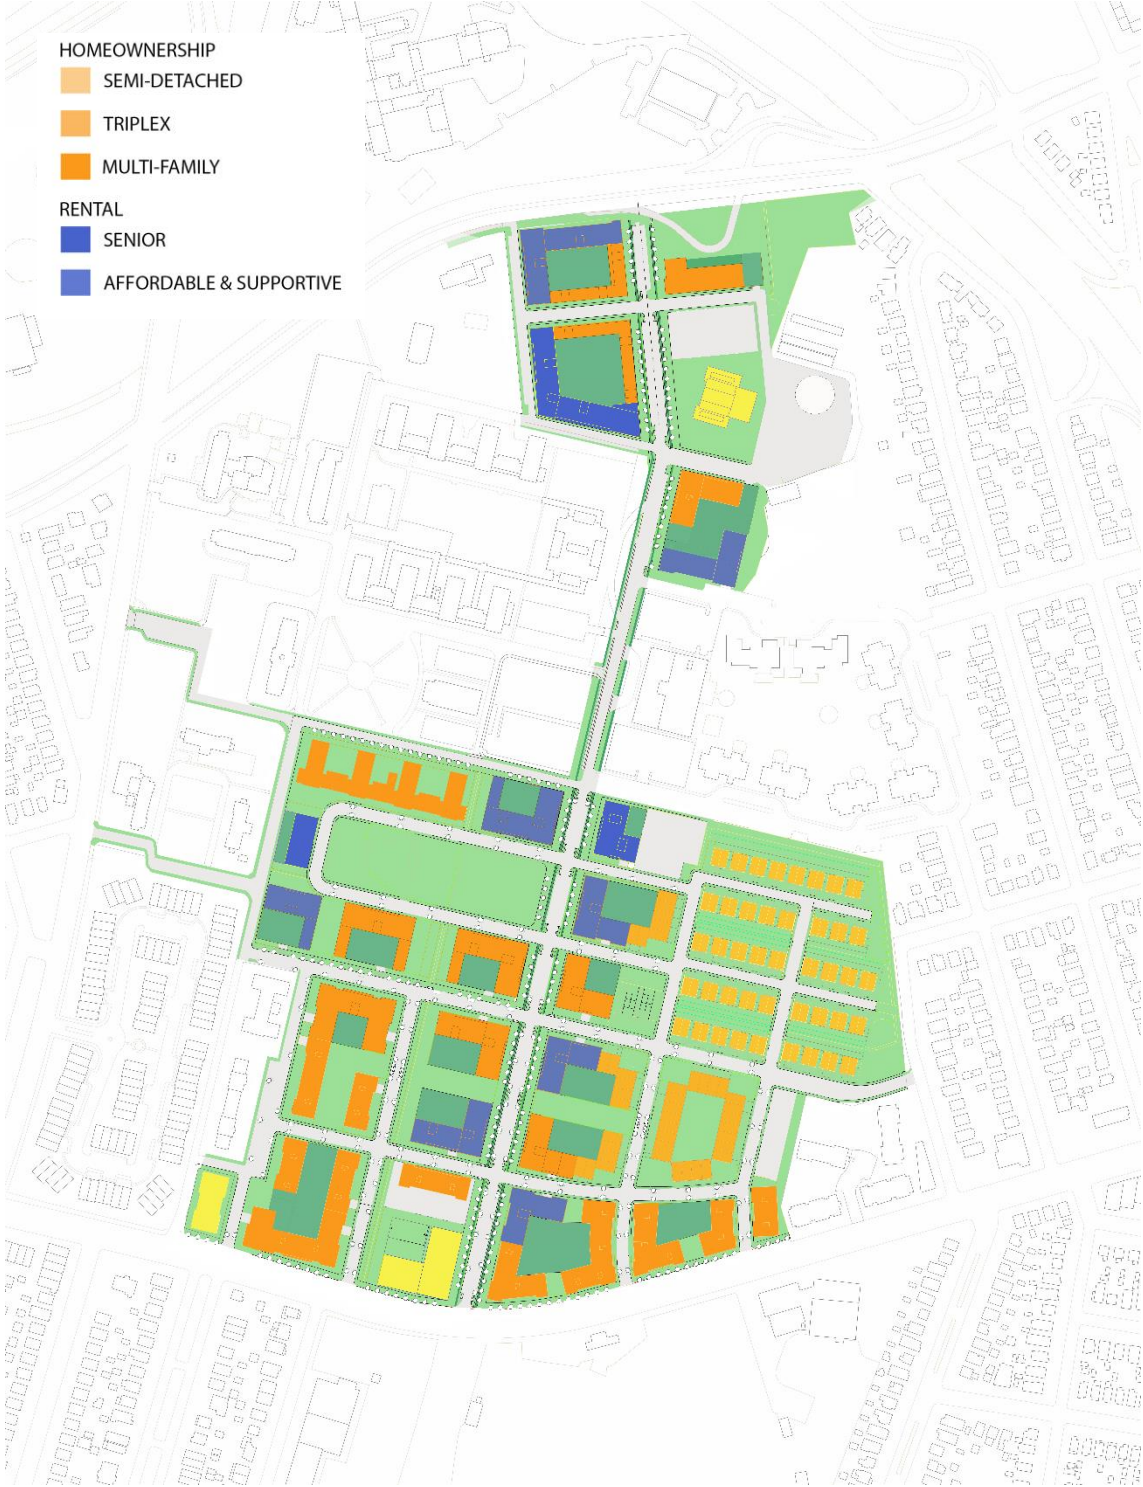 HOMEOWNERSHIP
SEMI-DETACHED
TRIPLEX
MULTI-FAMILY
RENTAL
SENIOR
AFFORDABLE & SUPPORTIVE